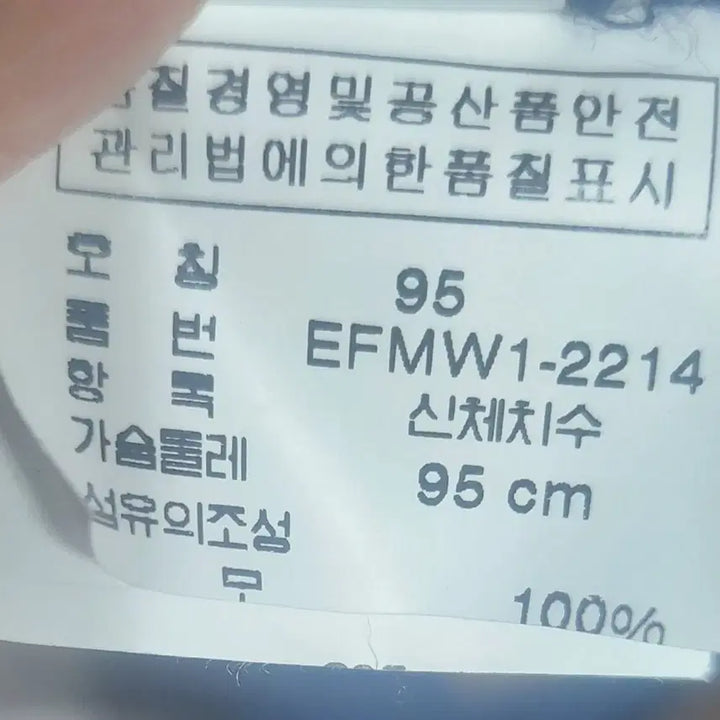 품질경영및공산품안전
관리법에의한품질표시
호 칭 95
품 번 EFMW1-2214
항 목 신체치수
가슴둘레 95 cm
섬유의조성
모 100%